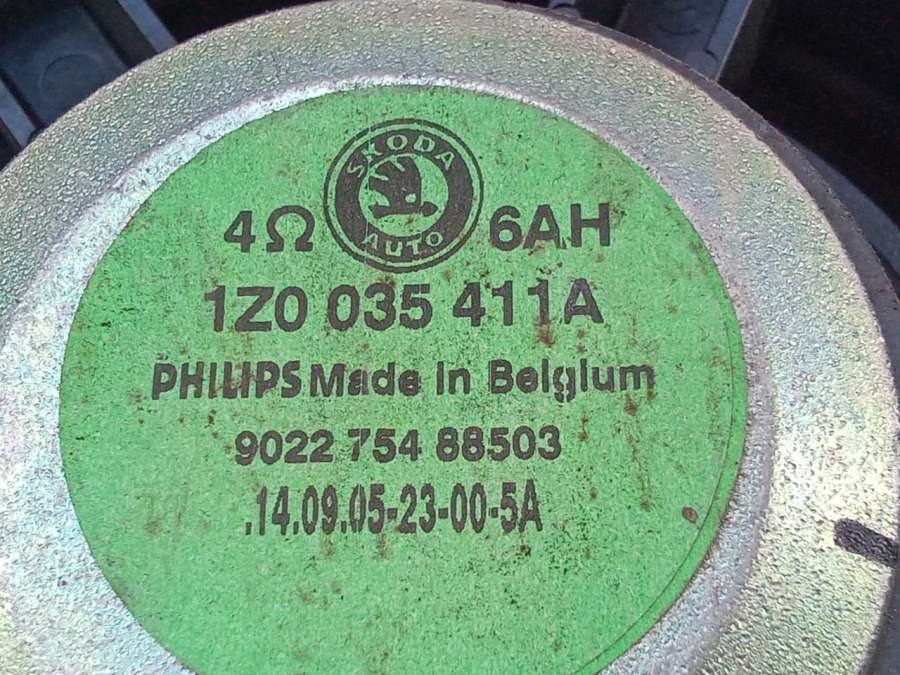 SKODA
AUTO
4Ω 6AH
1Z0 035 411A
PHILIPS Made In Belgium
9022 754 88503
.14.09.05-23-00-5A